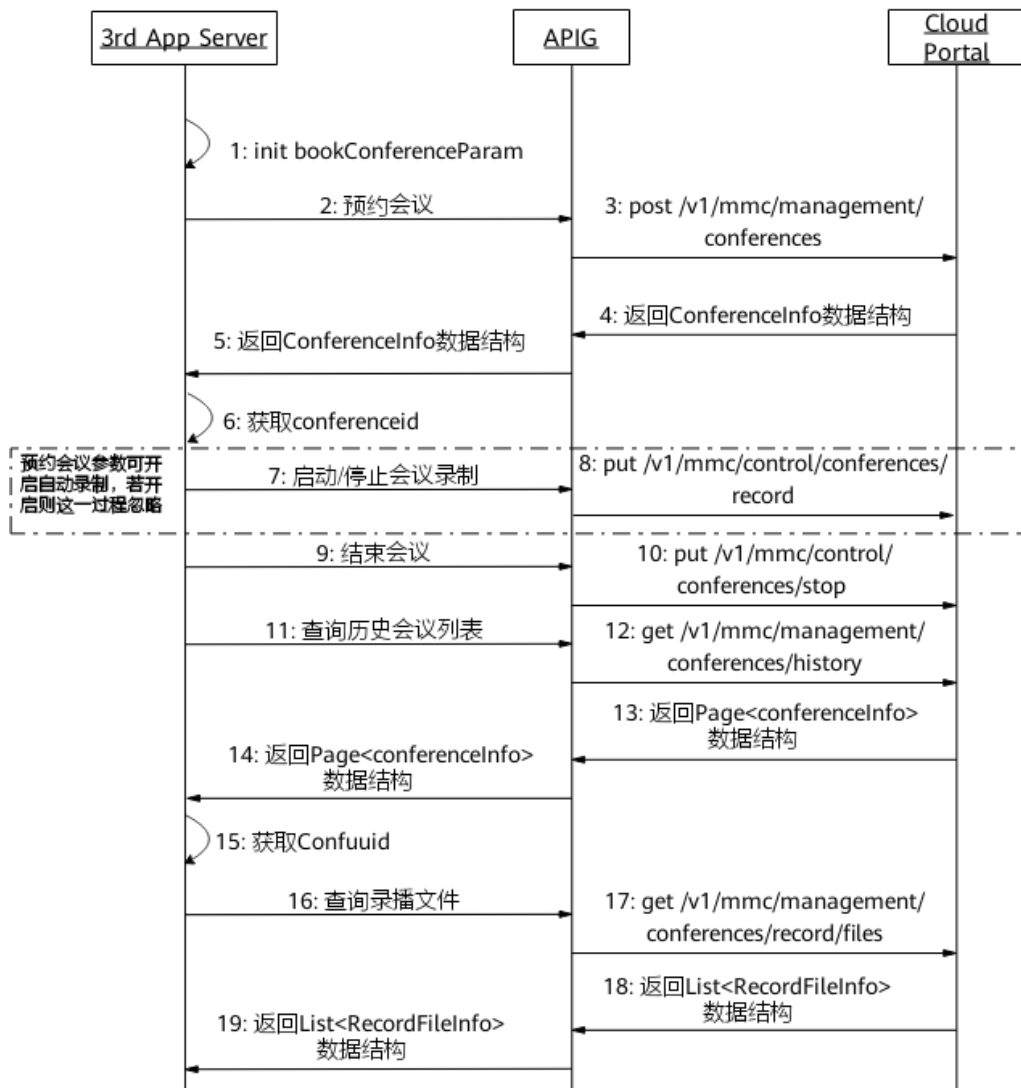 3rd App Server
APIG
Cloud
Portal
1: init bookConferenceParam
2: 预约会议
3: post /v1/mmc/management/
conferences
4: 返回ConferenceInfo数据结构
5: 返回ConferenceInfo数据结构
6: 获取conferenceid
预约会议参数可开
启自动录制，若开
启则这一过程忽略
7: 启动/停止会议录制
8: put /v1/mmc/control/conferences/
record
9: 结束会议
10: put /v1/mmc/control/
conferences/stop
11: 查询历史会议列表
12: get /v1/mmc/management/
conferences/history
13: 返回Page<conferenceInfo>
数据结构
14: 返回Page<conferenceInfo>
数据结构
15: 获取Confuuid
16: 查询录播文件
17: get /v1/mmc/management/
conferences/record/files
18: 返回List<RecordFileInfo>
数据结构
19: 返回List<RecordFileInfo>
数据结构